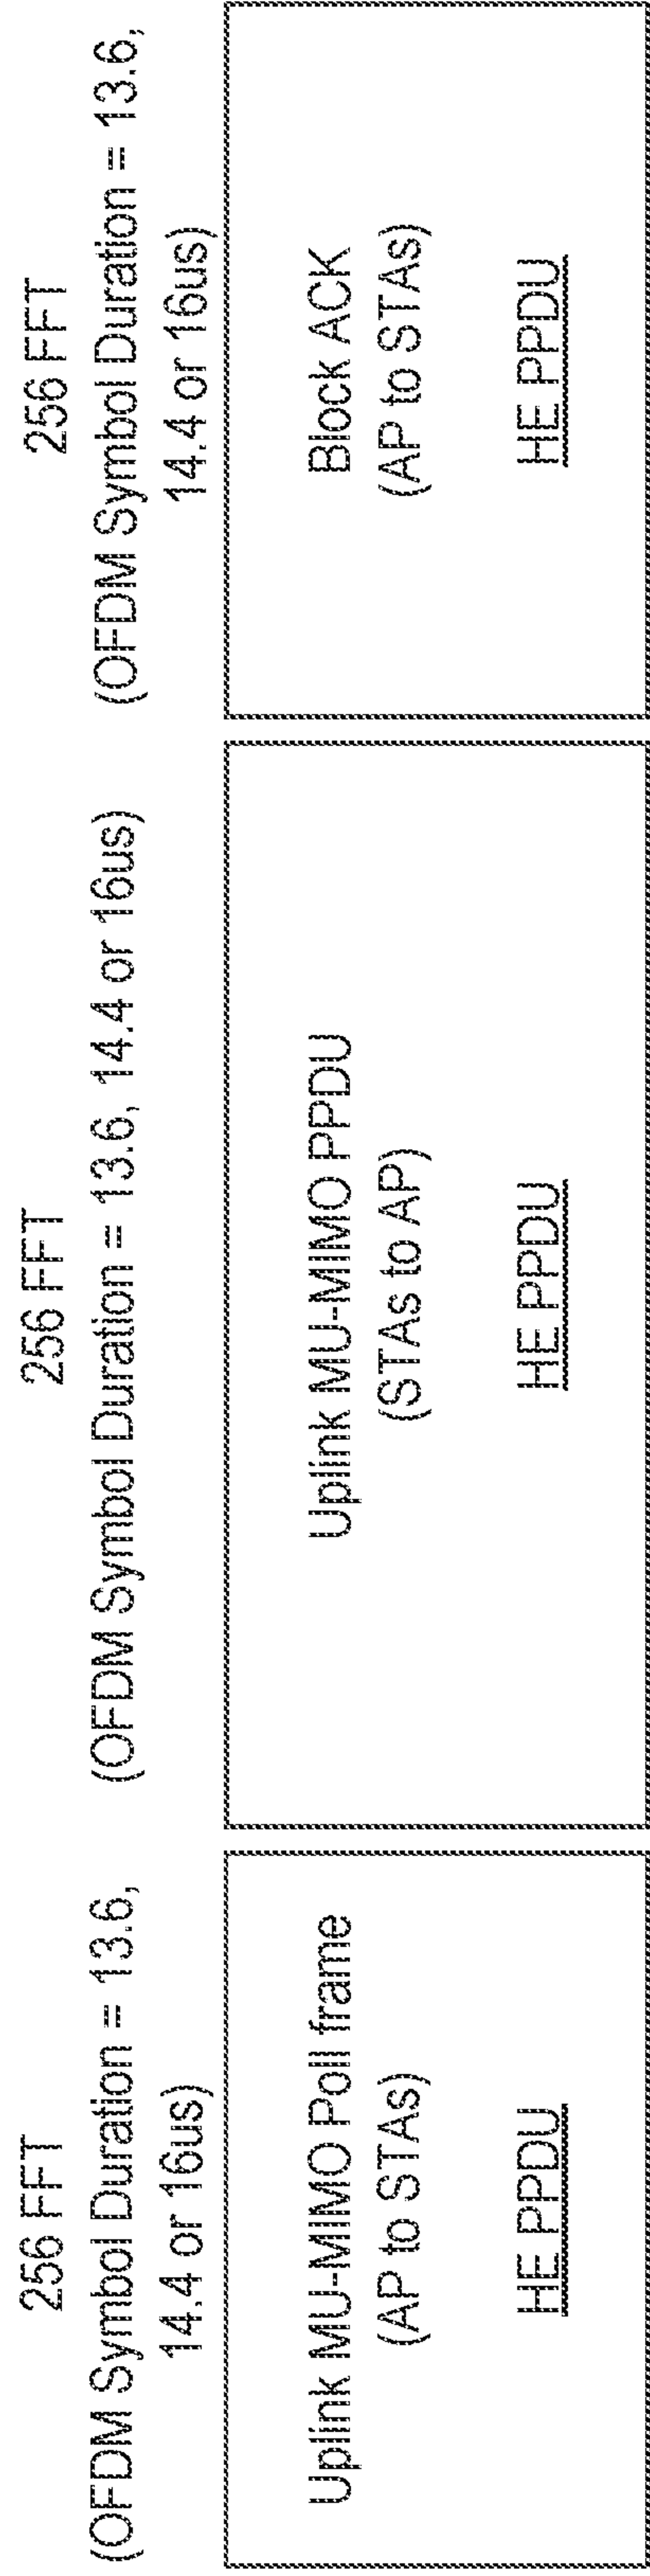 256 FFT
(OFDM Symbol Duration = 13.6,
14.4 or 16us)
Uplink MU-MIMO Poll frame
(AP to STAs)
HE PPDU
256 FFT
(OFDM Symbol Duration = 13.6, 14.4 or 16us)
Uplink MU-MIMO PPDU
(STAs to AP)
HE PPDU
256 FFT
(OFDM Symbol Duration = 13.6,
14.4 or 16us)
Block ACK
(AP to STAs)
HE PPDU